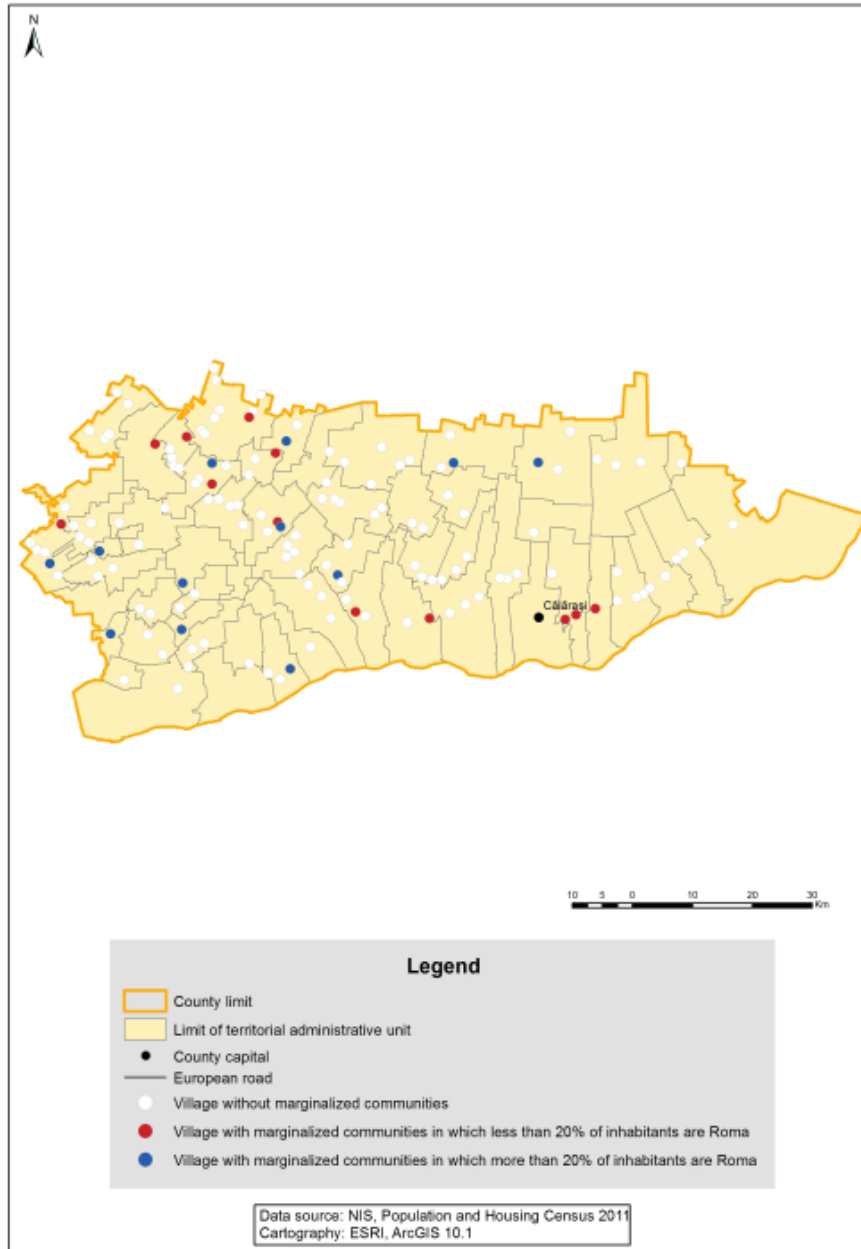 N
Călărași
10 5 0 10 20 30
Km
Legend
County limit
Limit of territorial administrative unit
County capital
European road
Village without marginalized communities
Village with marginalized communities in which less than 20% of inhabitants are Roma
Village with marginalized communities in which more than 20% of inhabitants are Roma
Data source: NIS, Population and Housing Census 2011
Cartography: ESRI, ArcGIS 10.1